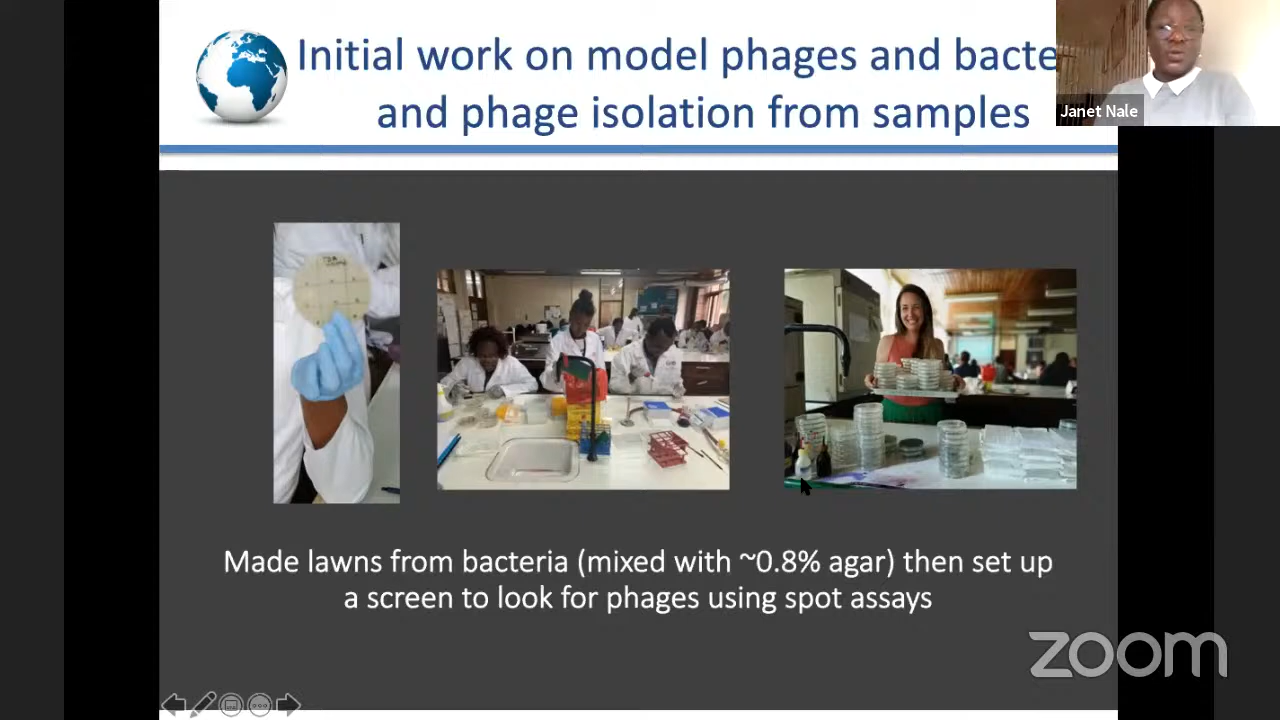 Initial work on model phages and bacte
and phage isolation from samples
Janet Nale
Made lawns from bacteria (mixed with ~0.8% agar) then set up
a screen to look for phages using spot assays
zoom